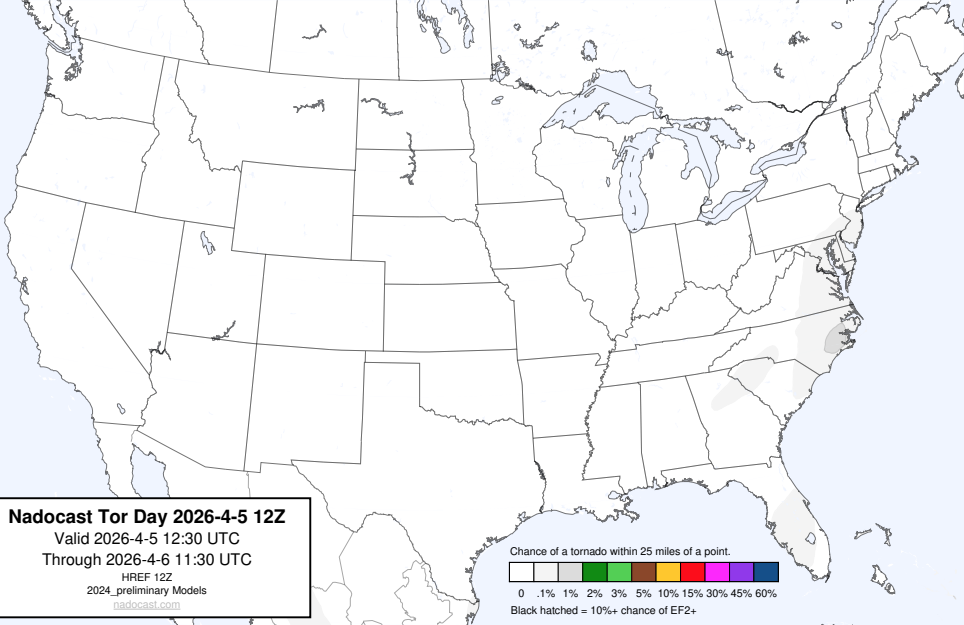 Nadocast Tor Day 2026-4-5 12Z
Valid 2026-4-5 12:30 UTC
Through 2026-4-6 11:30 UTC
HREF 12Z
2024_preliminary Models
nadocast.com
Chance of a tornado within 25 miles of a point.
0 .1% 1% 2% 3% 5% 10% 15% 30% 45% 60%
Black hatched = 10%+ chance of EF2+